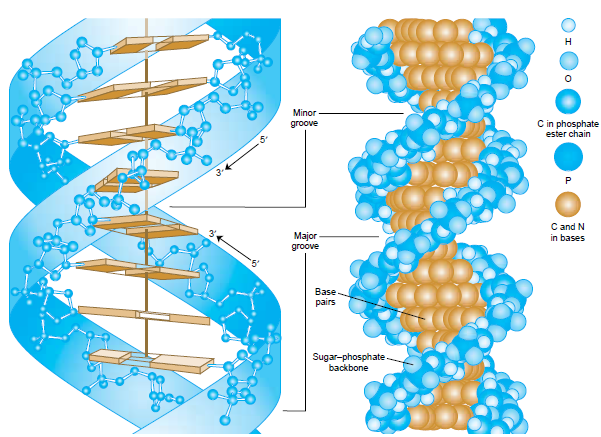 Minor
groove
5′
3′
3′
5′
Major
groove
Base
pairs
Sugar–phosphate
backbone
H
O
C in phosphate
ester chain
P
C and N
in bases